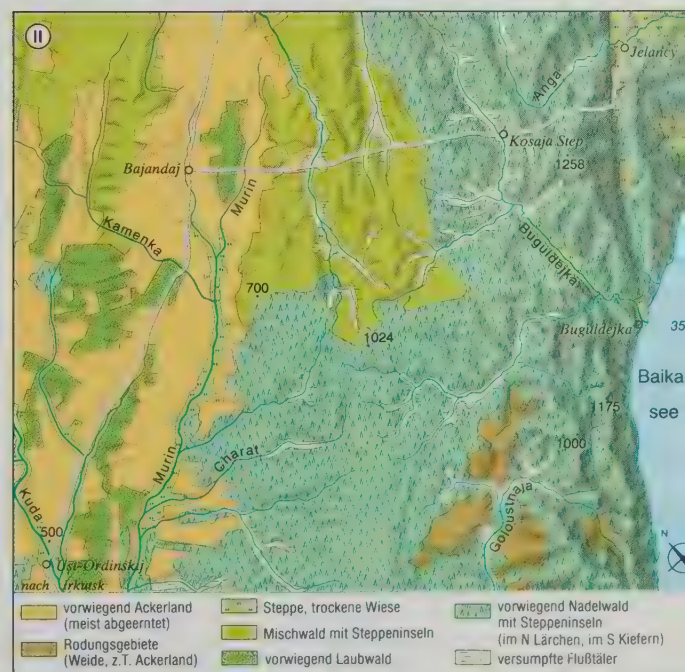 II
Jelancy
Anga
Kosaja Step
1258
Bajandaj
Murin
Kamenka
Buguldejka
700
Buguldejka
1024
35
Baika
see
1175
1000
Murin
Charat
Goloustnaja
Kuda
500
Ust-Ordinskij
nach Irkutsk
N
vorwiegend Ackerland
(meist abgeerntet)
Rodungsgebiete
(Weide, z.T. Ackerland)
Steppe, trockene Wiese
Mischwald mit Steppeninseln
vorwiegend Laubwald
vorwiegend Nadelwald
mit Steppeninseln
(im N Lärchen, im S Kiefern)
versumpfte Flußtäler